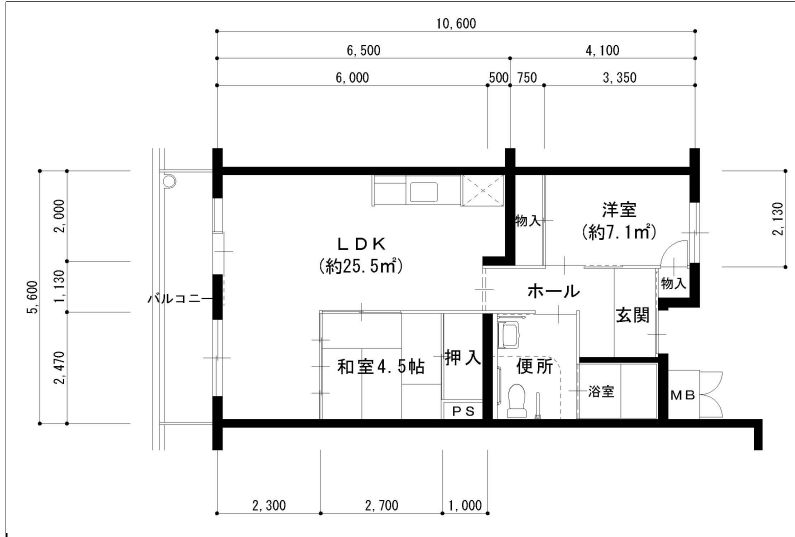 10,600
6,500
4,100
6,000
500
750
3,350
2,000
1,130
2,470
5,600
2,130
物入
洋室
(約7.1㎡)
LDK
(約25.5㎡)
物入
ホール
バルコニー
玄関
和室4.5帖
押入
便所
浴室
MB
PS
2,300
2,700
1,000